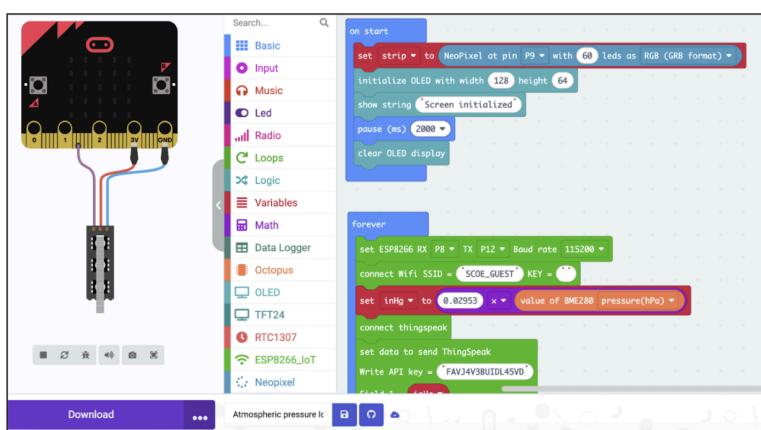 Search...
Basic
Input
Music
Led
Radio
Loops
Logic
Variables
Math
Data Logger
Octopus
OLED
TFT24
RTC1307
ESP8266_IoT
Neopixel
0 1 2 3V GND
Download
Atmospheric pressure lo
on start
set strip to NeoPixel at pin P9 with 60 leds as RGB (GRB format)
initialize OLED with width 128 height 64
show string "Screen initialized"
pause (ms) 2000
clear OLED display
forever
set ESP8266 RX P8 TX P12 Baud rate 115200
connect Wifi SSID = "SCOE_GUEST" KEY = ""
set inHg to 0.02953 × value of BME280 pressure(hPa)
connect thingspeak
set data to send ThingSpeak
Write API key = "FAVJ4V3BUIDL45VD"